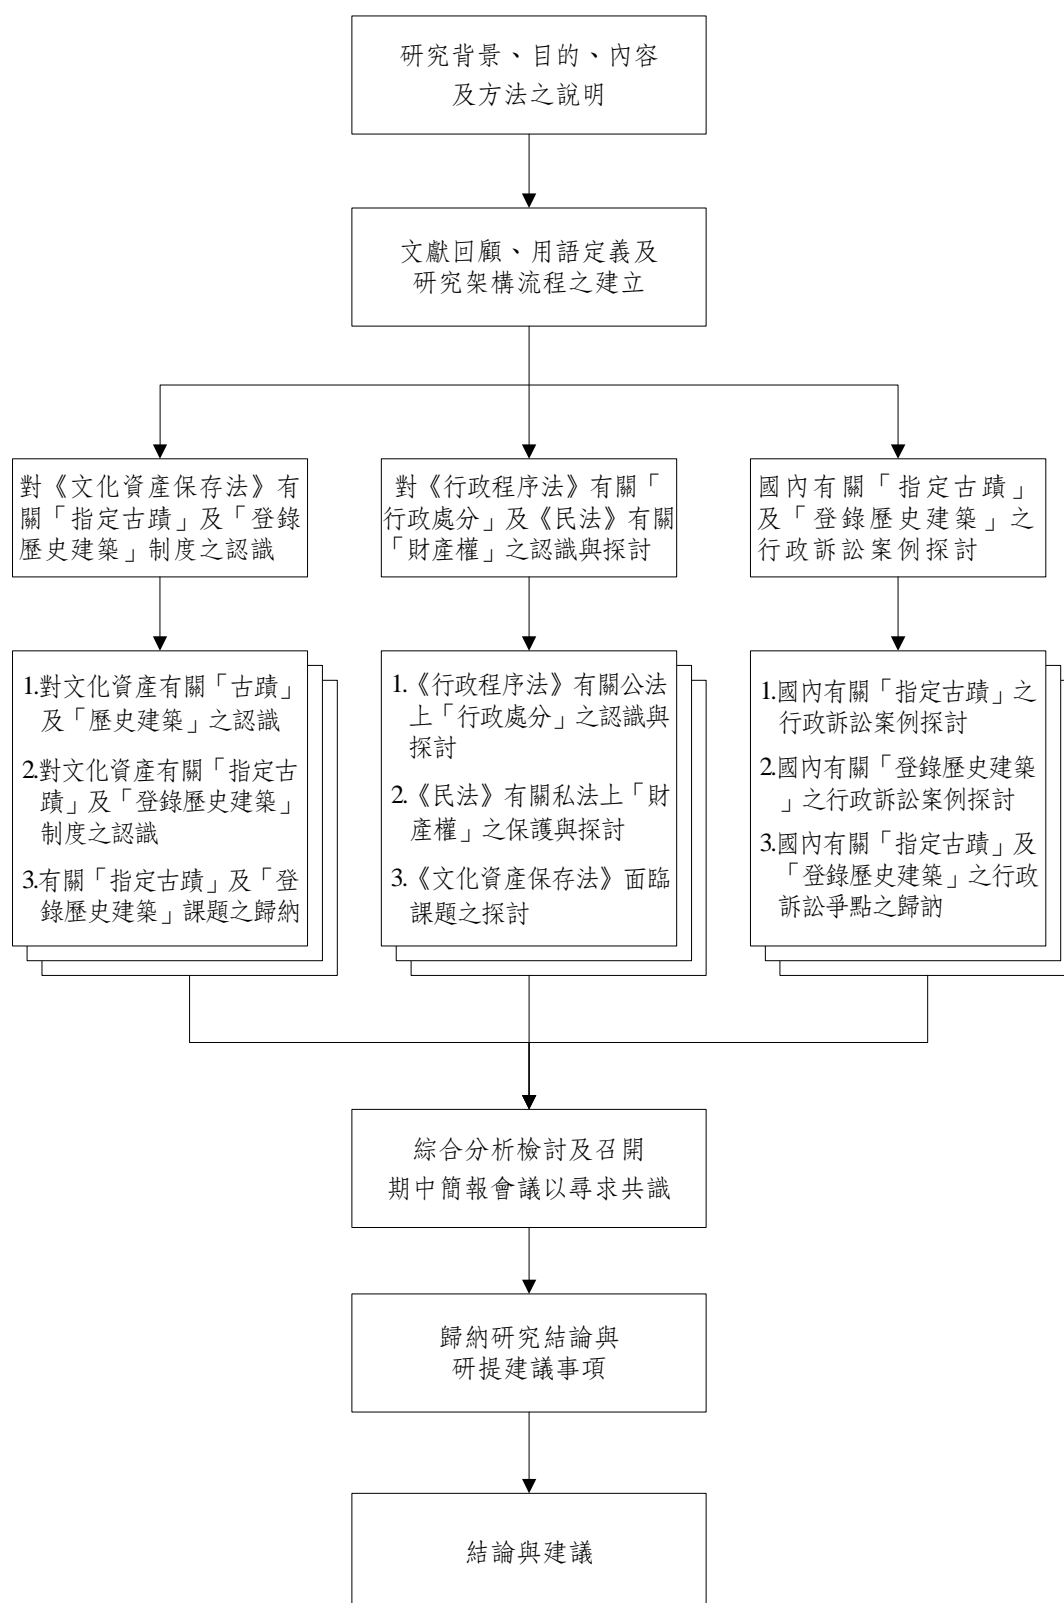 研究背景、目的、內容
及方法之說明
文獻回顧、用語定義及
研究架構流程之建立
對《文化資產保存法》有
關「指定古蹟」及「登錄
歷史建築」制度之認識
對《行政程序法》有關「
行政處分」及《民法》有關
「財產權」之認識與探討
國內有關「指定古蹟」
及「登錄歷史建築」之
行政訴訟案例探討
1.對文化資產有關「古蹟」
及「歷史建築」之認識
2.對文化資產有關「指定古
蹟」及「登錄歷史建築」
制度之認識
3.有關「指定古蹟」及「登
錄歷史建築」課題之歸納
1.《行政程序法》有關公法
上「行政處分」之認識與
探討
2.《民法》有關私法上「財
產權」之保護與探討
3.《文化資產保存法》面臨
課題之探討
1.國內有關「指定古蹟」之
行政訴訟案例探討
2.國內有關「登錄歷史建築
」之行政訴訟案例探討
3.國內有關「指定古蹟」及
「登錄歷史建築」之行政
訴訟爭點之歸訥
綜合分析檢討及召開
期中簡報會議以尋求共識
歸納研究結論與
研提建議事項
結論與建議